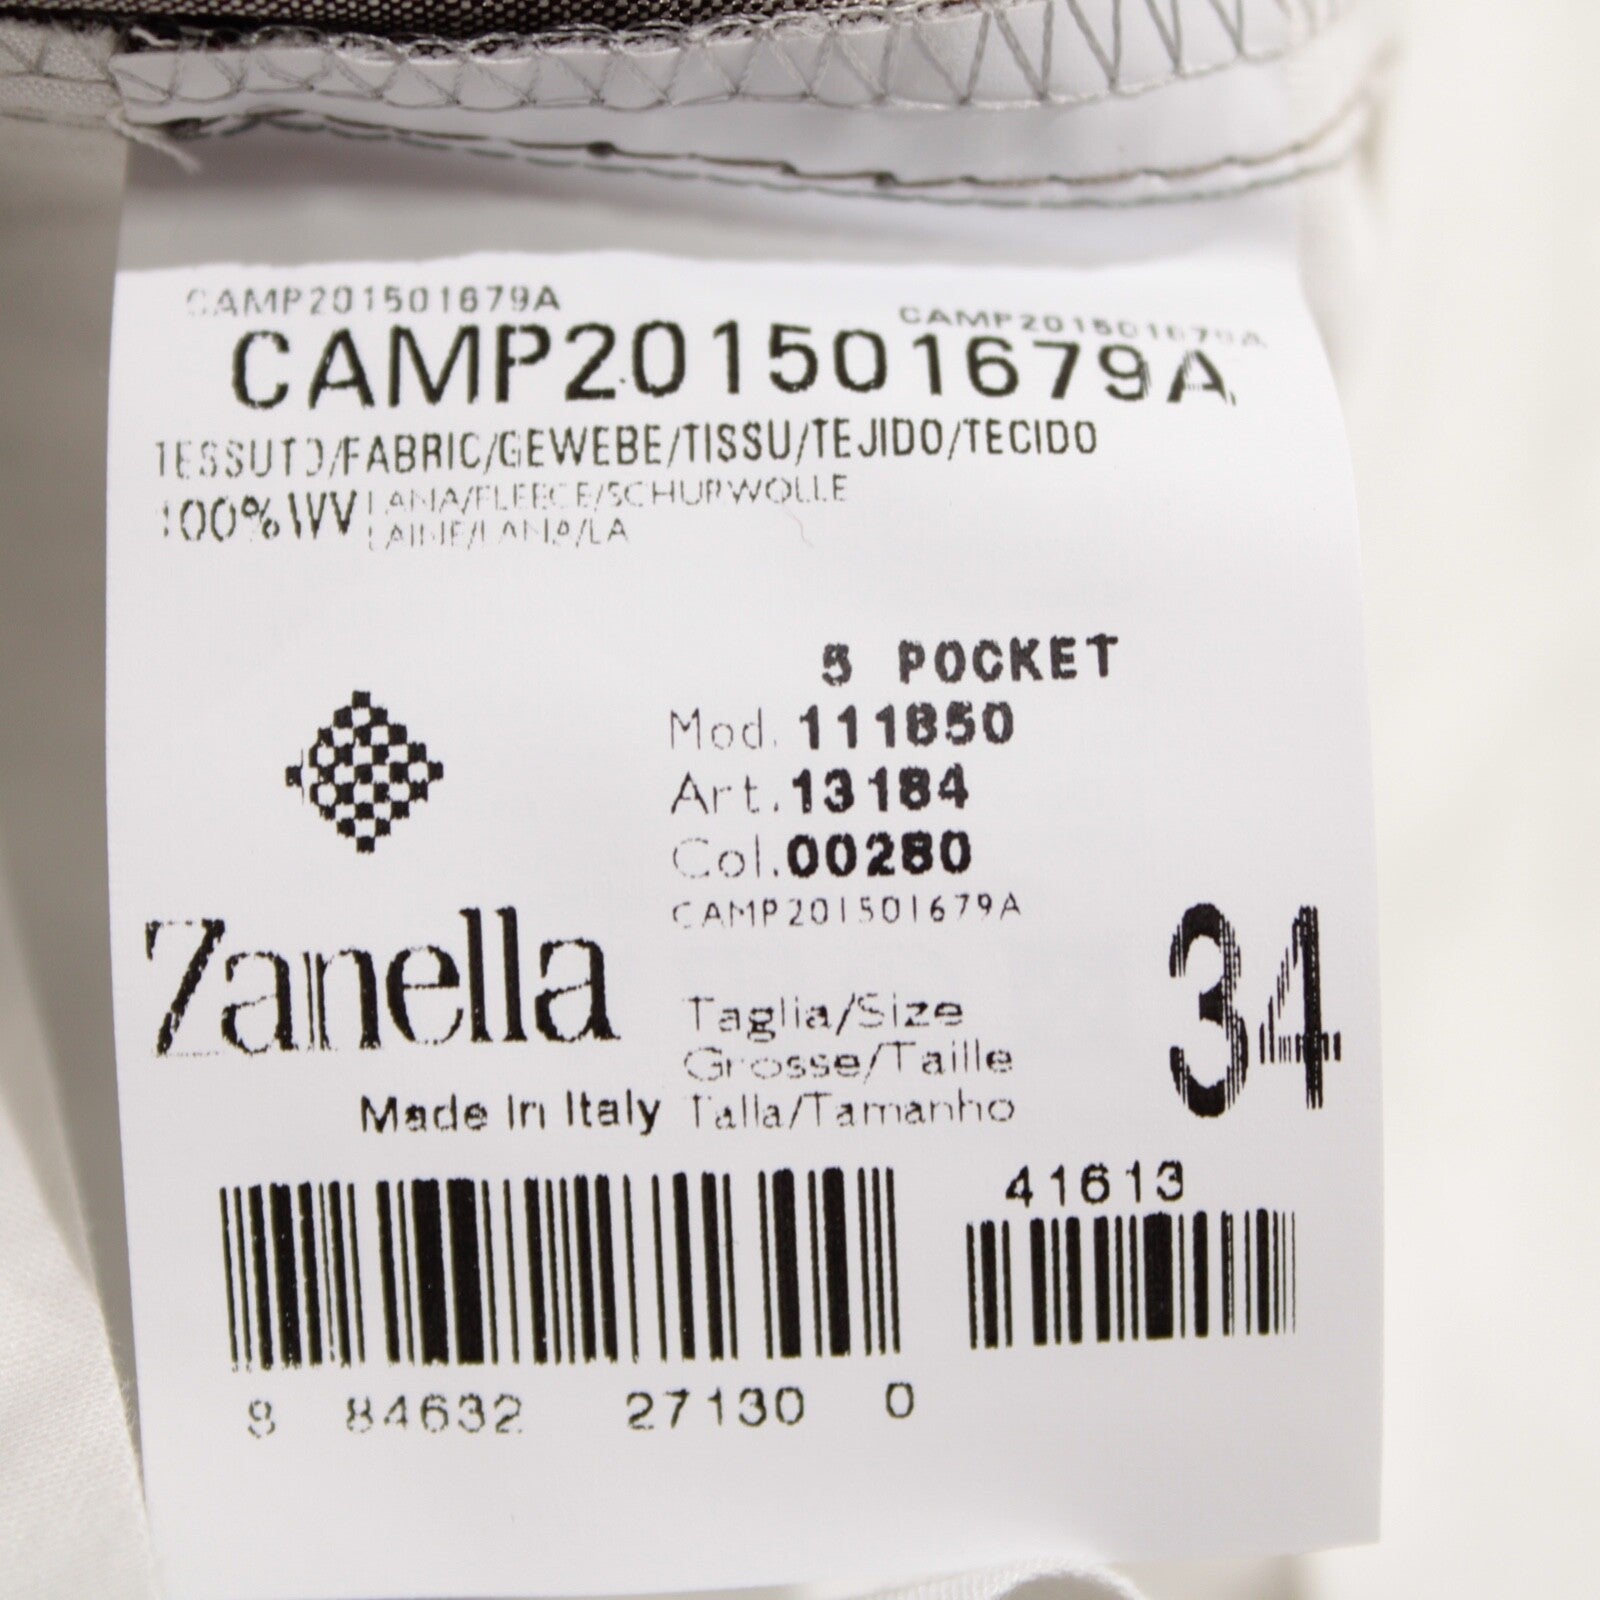 CAMP201501679A
CAMP201501679A
CAMP201501679A
TESSUTO/FABRIC/GEWEBE/TISSU/TEJIDO/TECIDO
100% WV LANA/FLEECE/SCHURWOLLE
LAINE/LANA/LA
5 POCKET
Mod. 111850
Art. 13184
Col. 00280
CAMP201501679A
Zanella
Made In Italy
Taglia/Size
Grosse/Taille
Talla/Tamanho
34
41613
8 84632 27130 0